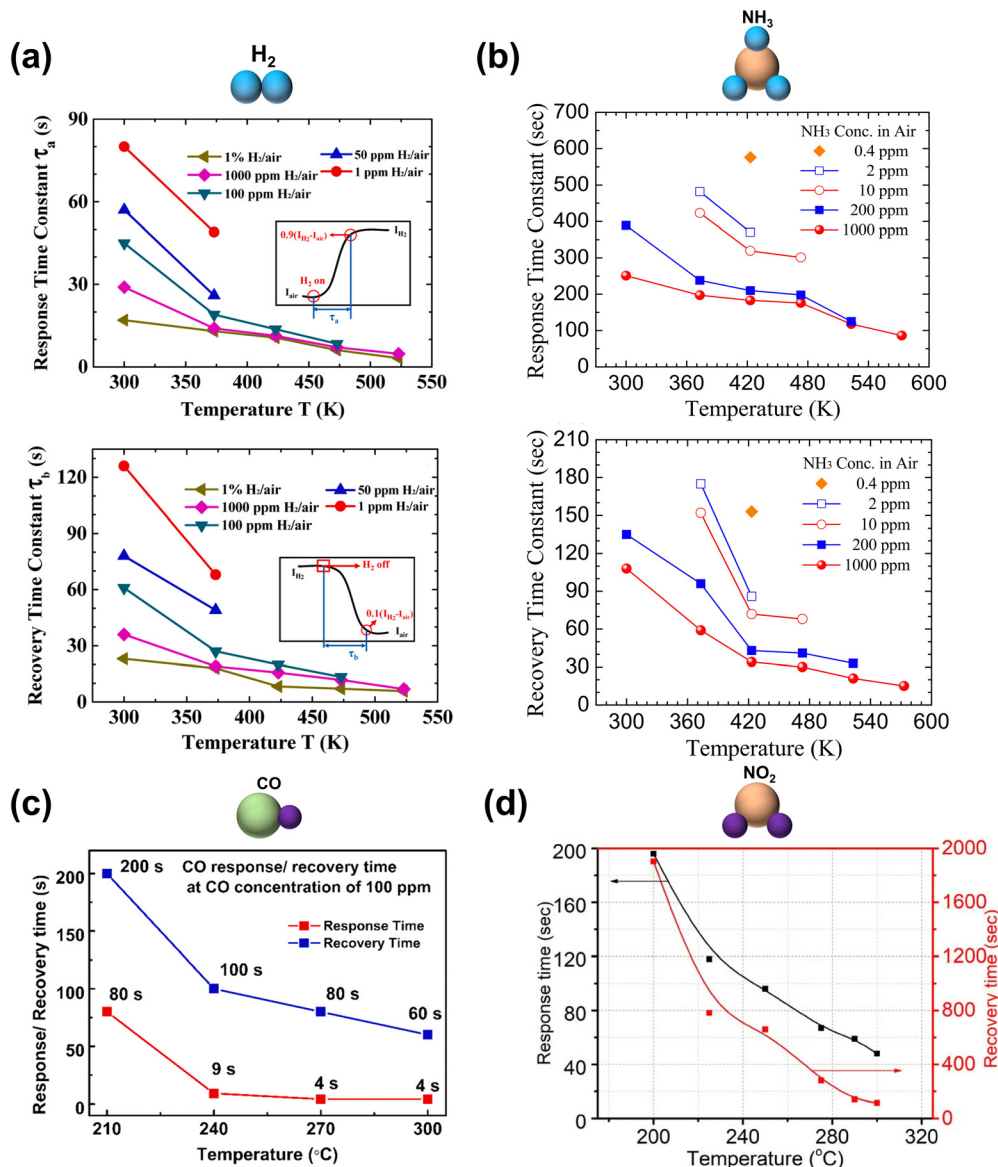 (a)
H₂
Response Time Constant τₐ (s)
90
60
30
0
1% H₂/air
1000 ppm H₂/air
100 ppm H₂/air
50 ppm H₂/air
1 ppm H₂/air
0.9(I_H₂-I_air)
I_H₂
H₂ on
I_air
τₐ
300 350 400 450 500 550
Temperature T (K)
Recovery Time Constant τ_b (s)
120
90
60
30
0
1% H₂/air
1000 ppm H₂/air
100 ppm H₂/air
50 ppm H₂/air
1 ppm H₂/air
I_H₂
H₂ off
0.1(I_H₂-I_air)
I_air
τ_b
300 350 400 450 500 550
Temperature T (K)
(b)
NH₃
Response Time Constant (sec)
700
600
500
400
300
200
100
0
NH₃ Conc. in Air
0.4 ppm
2 ppm
10 ppm
200 ppm
1000 ppm
300 360 420 480 540 600
Temperature (K)
Recovery Time Constant (sec)
210
180
150
120
90
60
30
0
NH₃ Conc. in Air
0.4 ppm
2 ppm
10 ppm
200 ppm
1000 ppm
300 360 420 480 540 600
Temperature (K)
(c)
CO
Response/ Recovery time (s)
200
150
100
50
0
CO response/ recovery time
at CO concentration of 100 ppm
Response Time
Recovery Time
200 s
100 s
80 s
60 s
80 s
9 s
4 s
4 s
210 240 270 300
Temperature (°C)
(d)
NO₂
Response time (sec)
200
160
120
80
40
0
2000
1600
1200
800
400
0
Recovery time (sec)
200 240 280 320
Temperature (°C)